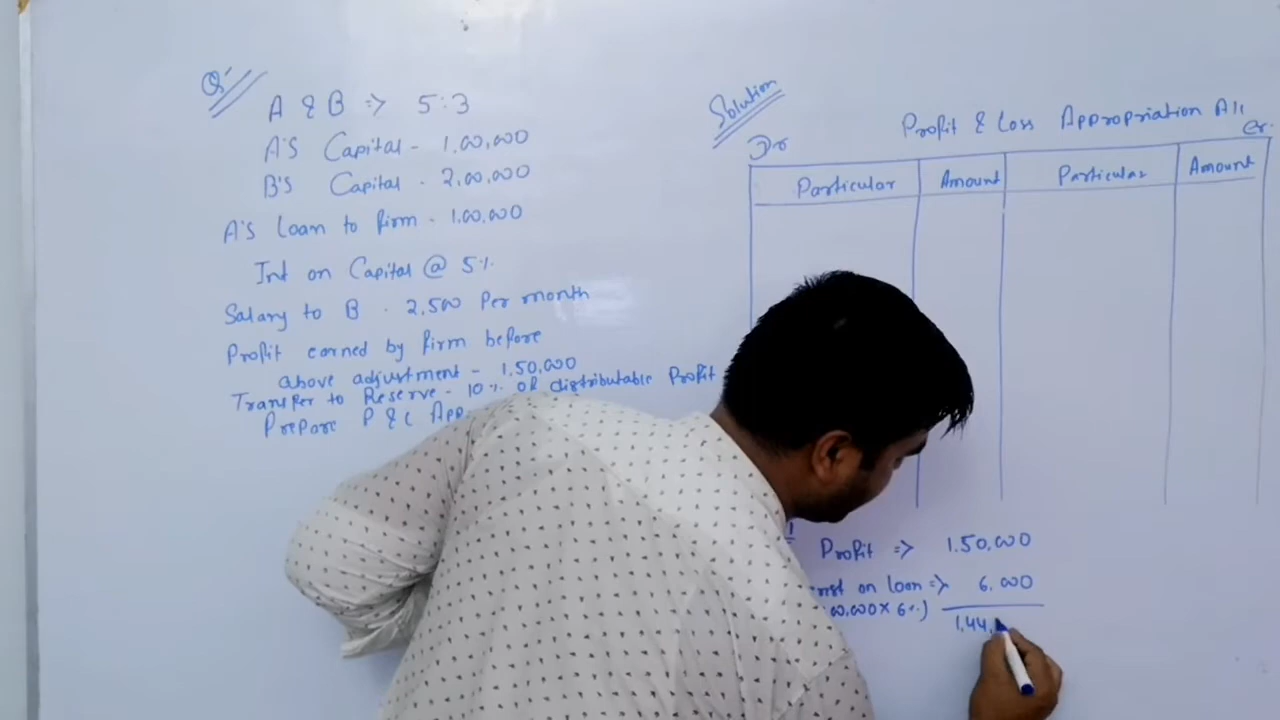 Q'
A & B => 5:3
A's Capital - 1,00,000
B's Capital - 2,00,000
A's Loan to firm - 1,00,000
Int on Capital @ 5%
Salary to B - 2,500 Per month
Profit earned by firm before
above adjustment - 1,50,000
Transfer to Reserve - 10% of distributable Profit
Prepare P & L App
Solution
Profit & Loss Appropriation A/c
Dr Cr.
Particular Amount Particular Amount
Profit => 1,50,000
on loan => 6,000
0,000 x 6%)
1,44,